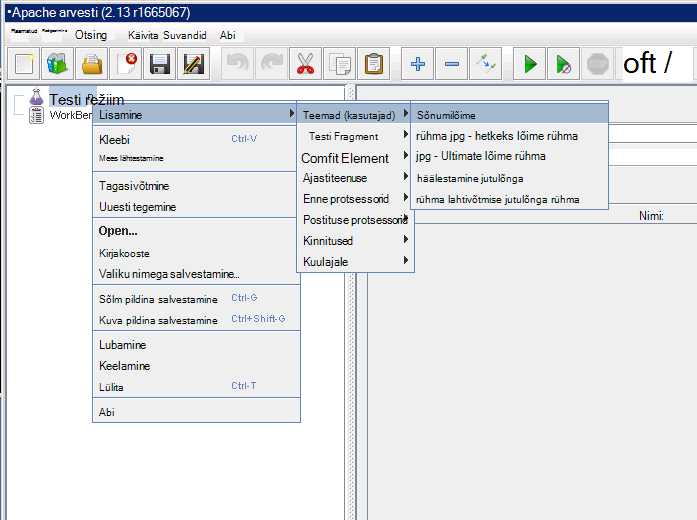 Apache arvesti (2.13 r1665067)
Otsing Käivita Suvandid Abi
STOP
oft /
Testi režiim
WorkBen
Lisamine
Kleebi Ctrl-V
Mees lähtestamine
Tagasivõtmine
Uuesti tegemine
Open...
Kirjakooste
Valiku nimega salvestamine...
Sõlm pildina salvestamine Ctrl-G
Kuva pildina salvestamine Ctrl+Shift-G
Lubamine
Keelamine
Lülita Ctrl-T
Abi
Teemad (kasutajad)
Testi Fragment
Comfit Element
Ajastiteenuse
Enne protsessorid
Postituse protsessorid
Kinnitused
Kuulajale
Sõnumilõime
rühma jpg - hetkeks lõime rühma
jpg - Ultimate lõime rühma
häälestamine jutulõnga
rühma lahtivõtmise jutulõnga rühma
Nimi: